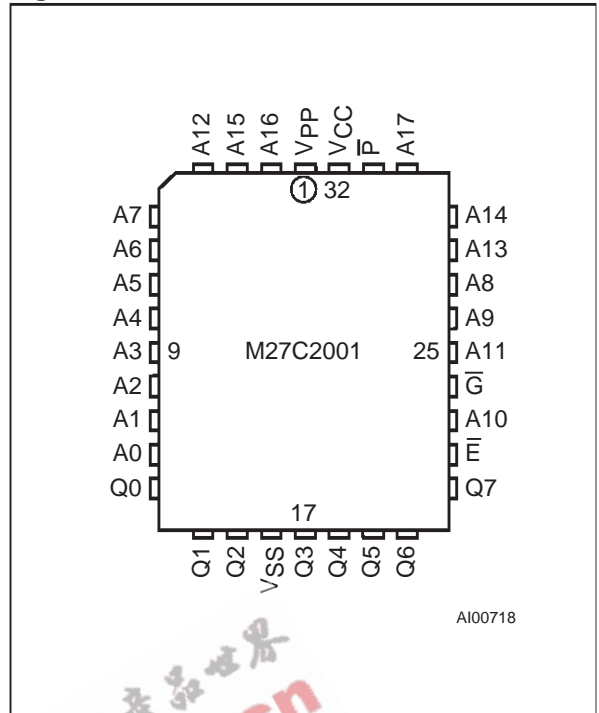 A12 A15 A16 VPP VCC P̅ A17
1 32
A7 A14
A6 A13
A5 A8
A4 A9
A3 9 M27C2001 25 A11
A2 G̅
A1 A10
A0 E̅
Q0 Q7
17
Q1 Q2 VSS Q3 Q4 Q5 Q6
AI00718